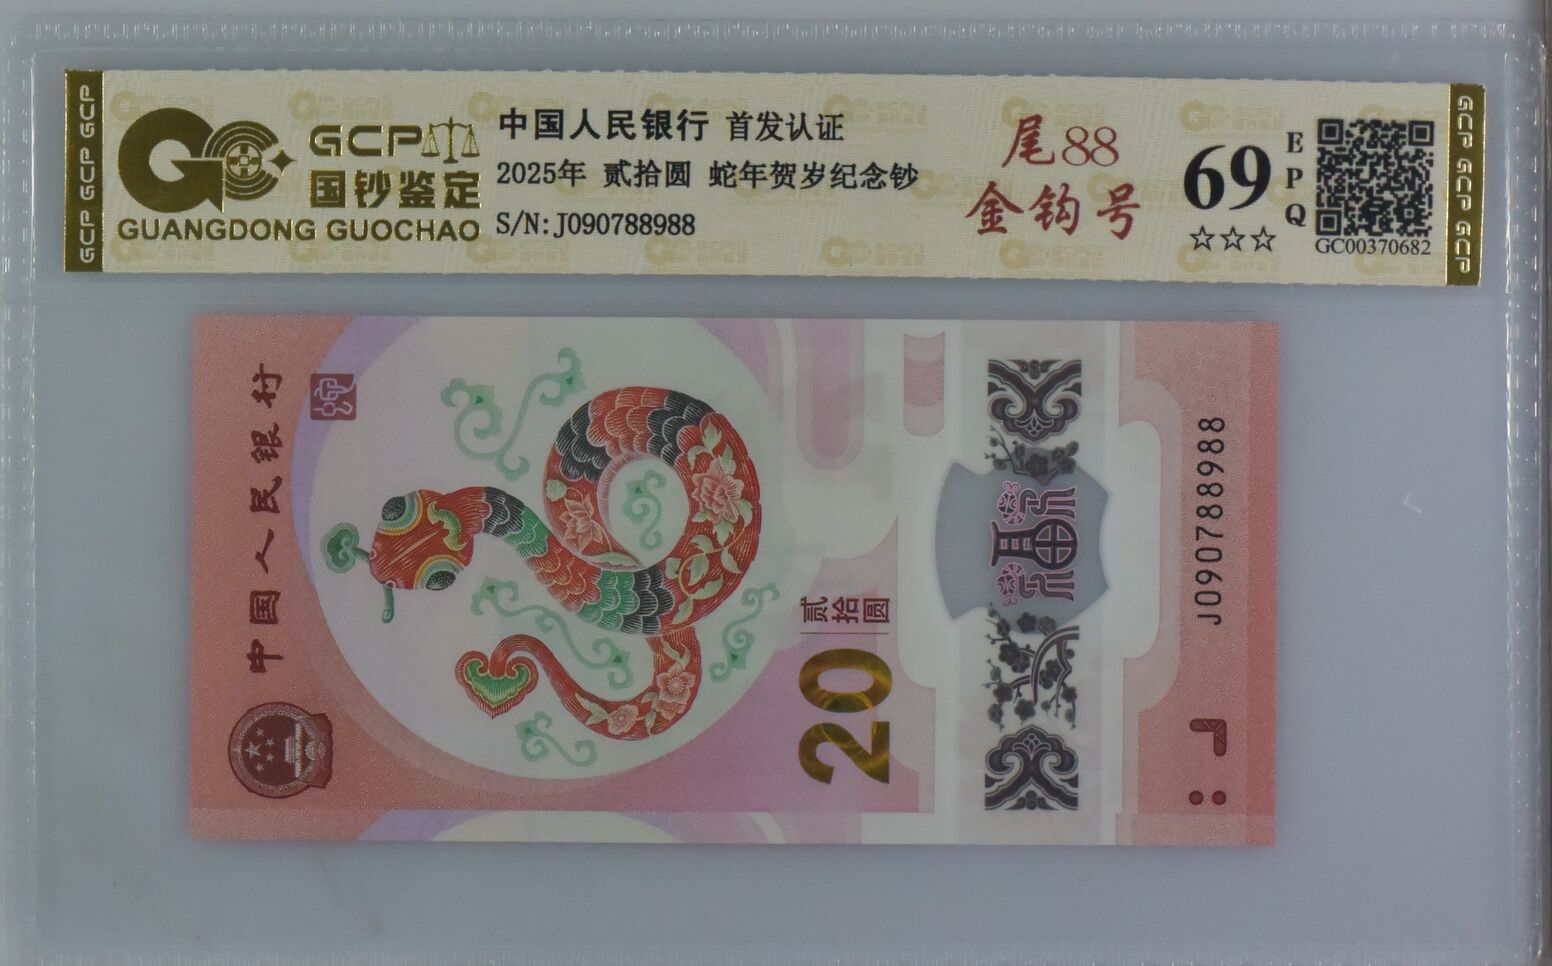 GCP GCP GCP
GCP
国钞鉴定
GUANGDONG GUOCHAO
中国人民银行 首发认证
2025年 贰拾圆 蛇年贺岁纪念钞
S/N:J090788988
尾88
金钩号
69
EPQ
☆☆☆
GC00370682
GCP GCP GCP
中国人民银行
贰拾圆
20
J090788988